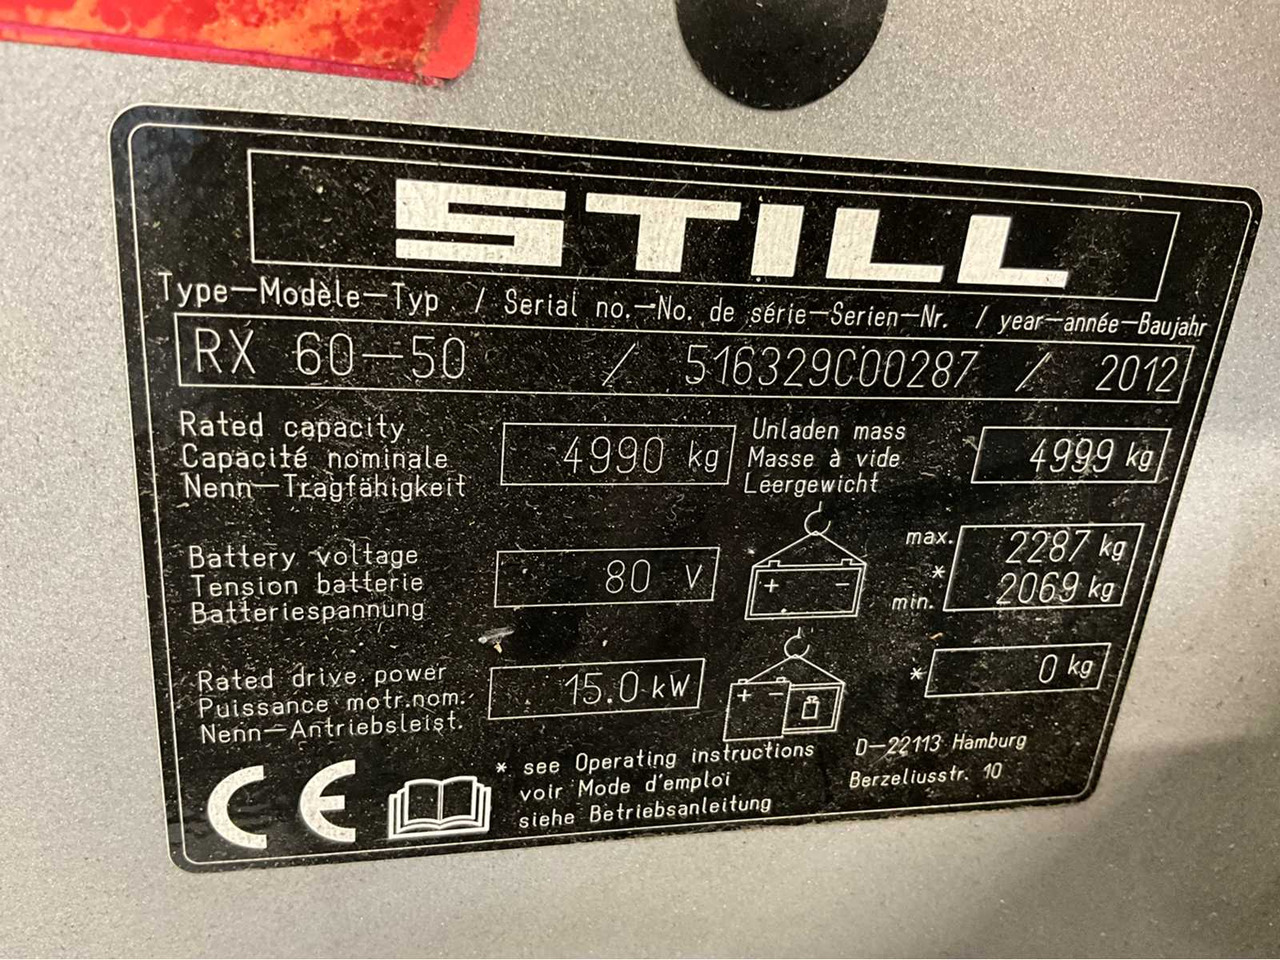 STILL
Type—Modèle—Typ / Serial no.—No. de série—Serien—Nr. / year—année—Baujahr
RX 60—50 / 516329C00287 / 2012
Rated capacity
Capacité nominale
Nenn—Tragfähigkeit
4990 kg
Unladen mass
Masse à vide
Leergewicht
4999 kg
Battery voltage
Tension batterie
Batteriespannung
80 V
+ −
max. 2287 kg
*
min. 2069 kg
Rated drive power
Puissance motr.nom.
Nenn—Antriebsleist.
15.0 kW
+ −
* 0 kg
CE
* see Operating instructions
voir Mode d'emploi
siehe Betriebsanleitung
D—22113 Hamburg
Berzeliusstr. 10